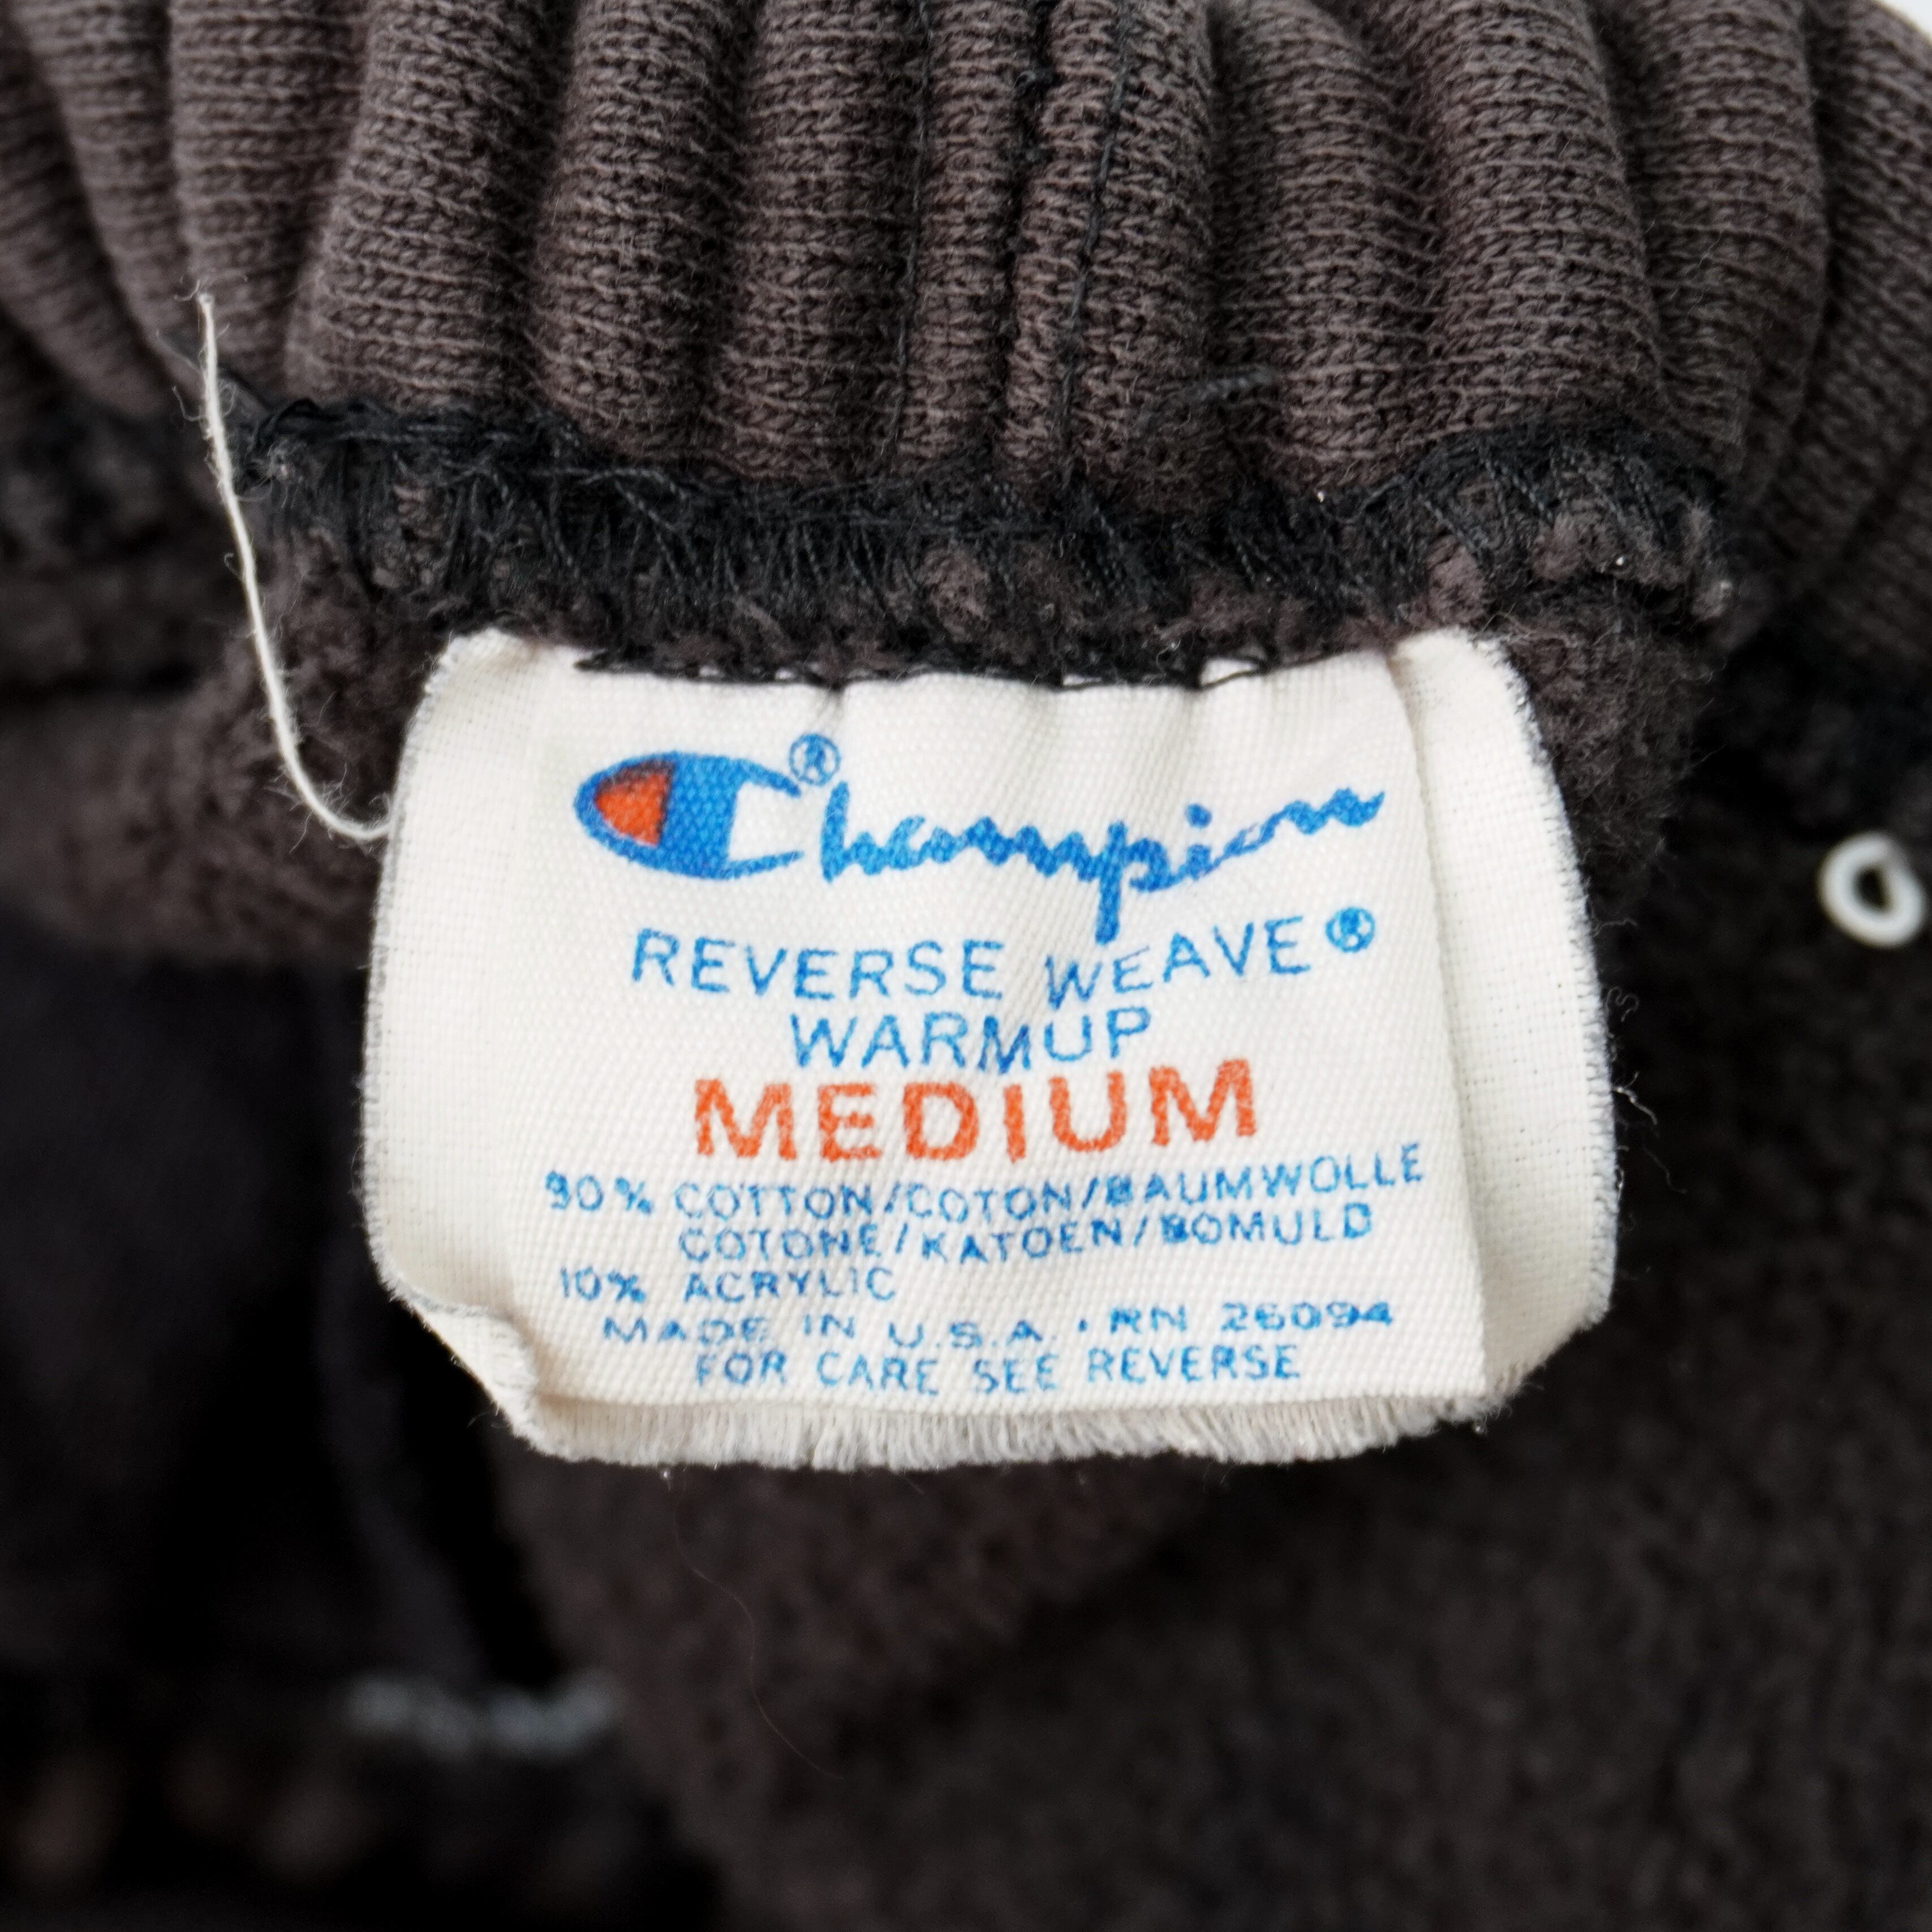 Champion®
REVERSE WEAVE®
WARMUP
MEDIUM
90% COTTON/COTON/BAUMWOLLE
COTONE/KATOEN/BOMULD
10% ACRYLIC
MADE IN U.S.A. • RN 26094
FOR CARE SEE REVERSE